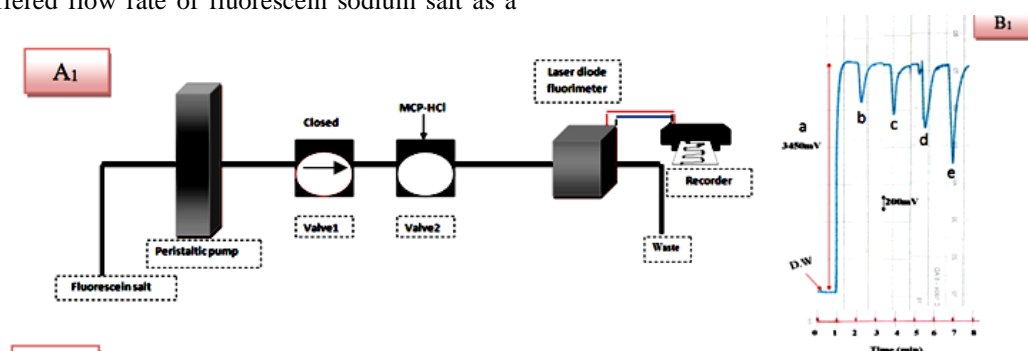 ffered flow rate of fluorescein sodium salt as a
A1
B1
Laser diode
fluorimeter
MCP-HCl
Closed
Recorder
Valve1
Valve2
Peristaltic pump
Waste
Fluorescein salt
a
3450mV
b
c
d
e
200mV
D.W
0 1 2 3 4 5 6 7 8
Time (min)